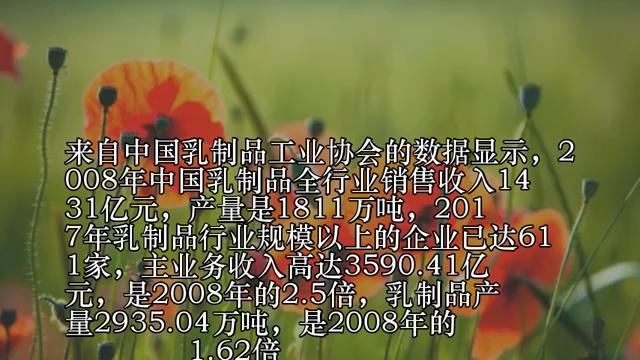 来自中国乳制品工业协会的数据显示，2
008年中国乳制品全行业销售收入14
31亿元，产量是1811万吨，201
7年乳制品行业规模以上的企业已达61
1家，主业务收入高达3590.41亿
元，是2008年的2.5倍，乳制品产
量2935.04万吨，是2008年的
1.62倍